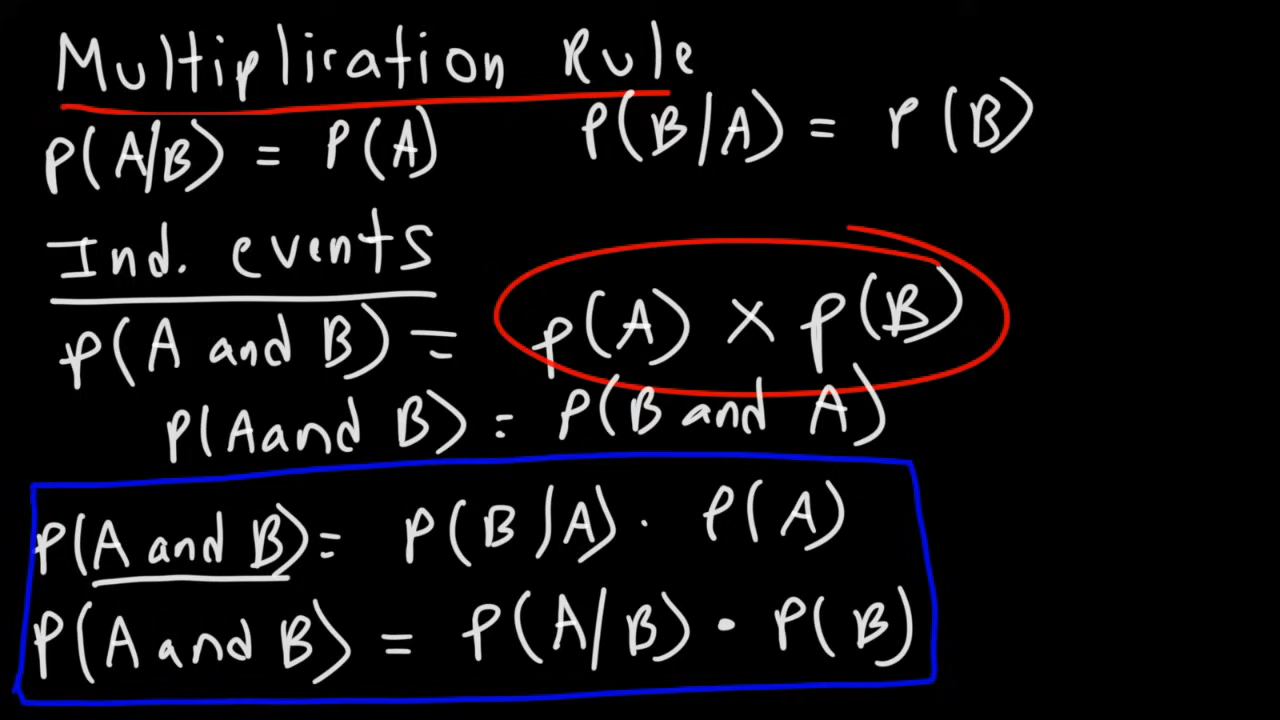 Multiplication Rule
P(A/B) = P(A) P(B/A) = P(B)
Ind. events
P(A and B) = P(A) × P(B)
P(A and B) = P(B and A)
P(A and B) = P(B/A) · P(A)
P(A and B) = P(A/B) · P(B)